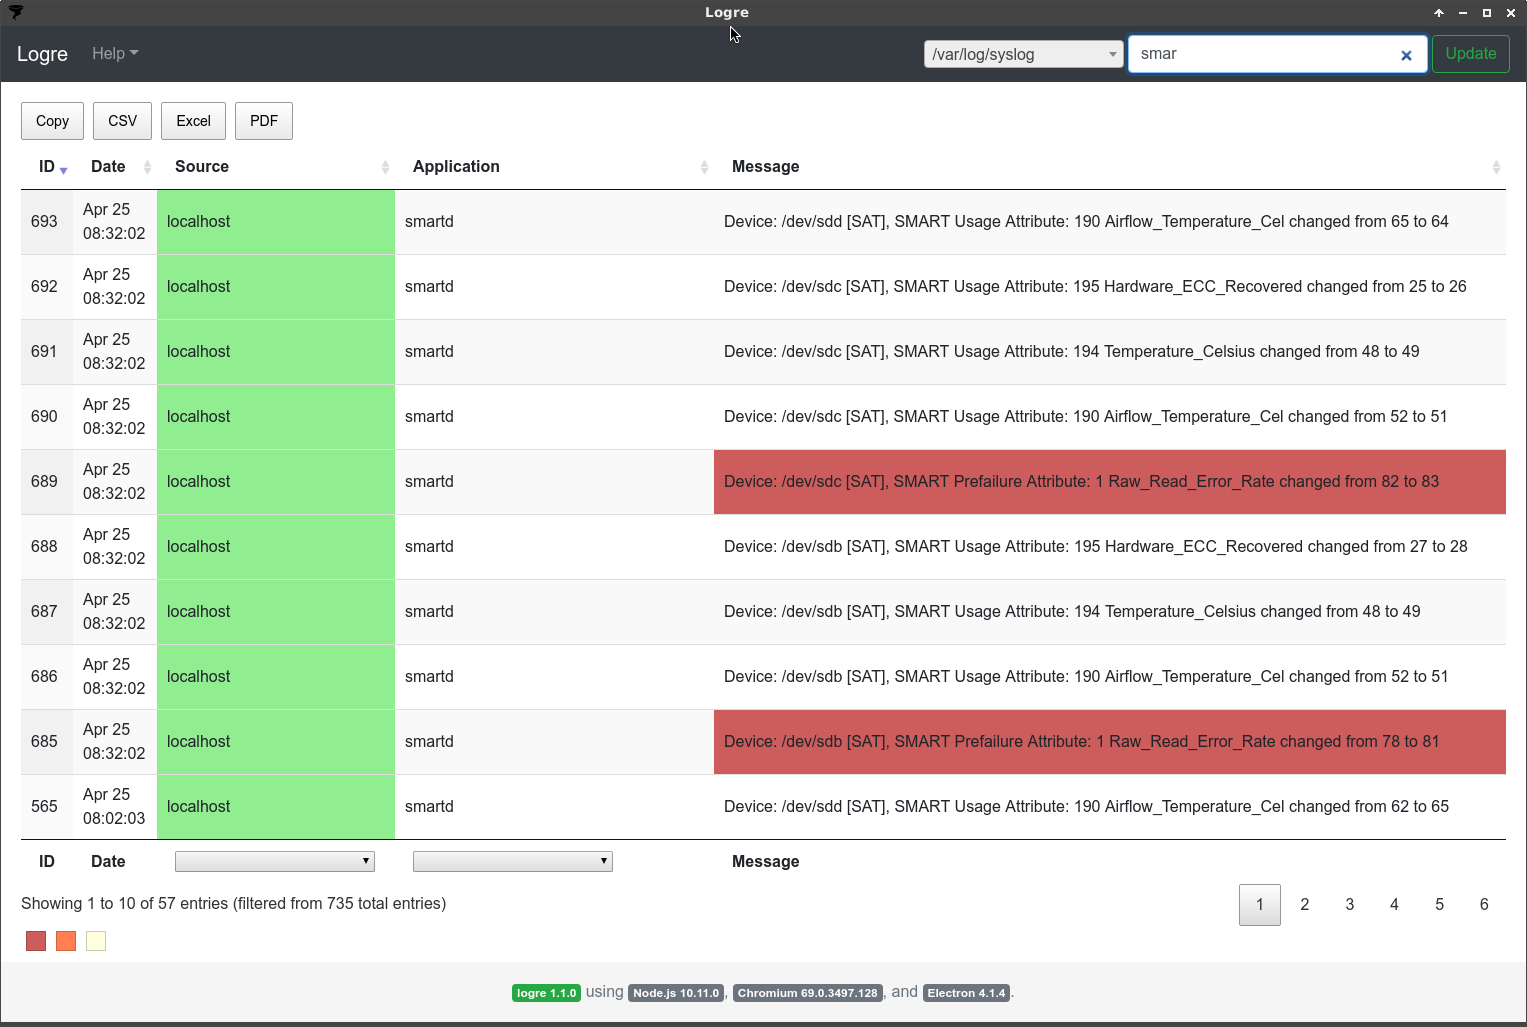 Logre
Logre Help /var/log/syslog smar Update
Copy CSV Excel PDF
ID Date Source Application Message
693 Apr 25 08:32:02 localhost smartd Device: /dev/sdd [SAT], SMART Usage Attribute: 190 Airflow_Temperature_Cel changed from 65 to 64
692 Apr 25 08:32:02 localhost smartd Device: /dev/sdc [SAT], SMART Usage Attribute: 195 Hardware_ECC_Recovered changed from 25 to 26
691 Apr 25 08:32:02 localhost smartd Device: /dev/sdc [SAT], SMART Usage Attribute: 194 Temperature_Celsius changed from 48 to 49
690 Apr 25 08:32:02 localhost smartd Device: /dev/sdc [SAT], SMART Usage Attribute: 190 Airflow_Temperature_Cel changed from 52 to 51
689 Apr 25 08:32:02 localhost smartd Device: /dev/sdc [SAT], SMART Prefailure Attribute: 1 Raw_Read_Error_Rate changed from 82 to 83
688 Apr 25 08:32:02 localhost smartd Device: /dev/sdb [SAT], SMART Usage Attribute: 195 Hardware_ECC_Recovered changed from 27 to 28
687 Apr 25 08:32:02 localhost smartd Device: /dev/sdb [SAT], SMART Usage Attribute: 194 Temperature_Celsius changed from 48 to 49
686 Apr 25 08:32:02 localhost smartd Device: /dev/sdb [SAT], SMART Usage Attribute: 190 Airflow_Temperature_Cel changed from 52 to 51
685 Apr 25 08:32:02 localhost smartd Device: /dev/sdb [SAT], SMART Prefailure Attribute: 1 Raw_Read_Error_Rate changed from 78 to 81
565 Apr 25 08:02:03 localhost smartd Device: /dev/sdd [SAT], SMART Usage Attribute: 190 Airflow_Temperature_Cel changed from 62 to 65
ID Date Message
Showing 1 to 10 of 57 entries (filtered from 735 total entries) 1 2 3 4 5 6
logre 1.1.0 using Node.js 10.11.0, Chromium 69.0.3497.128, and Electron 4.1.4.